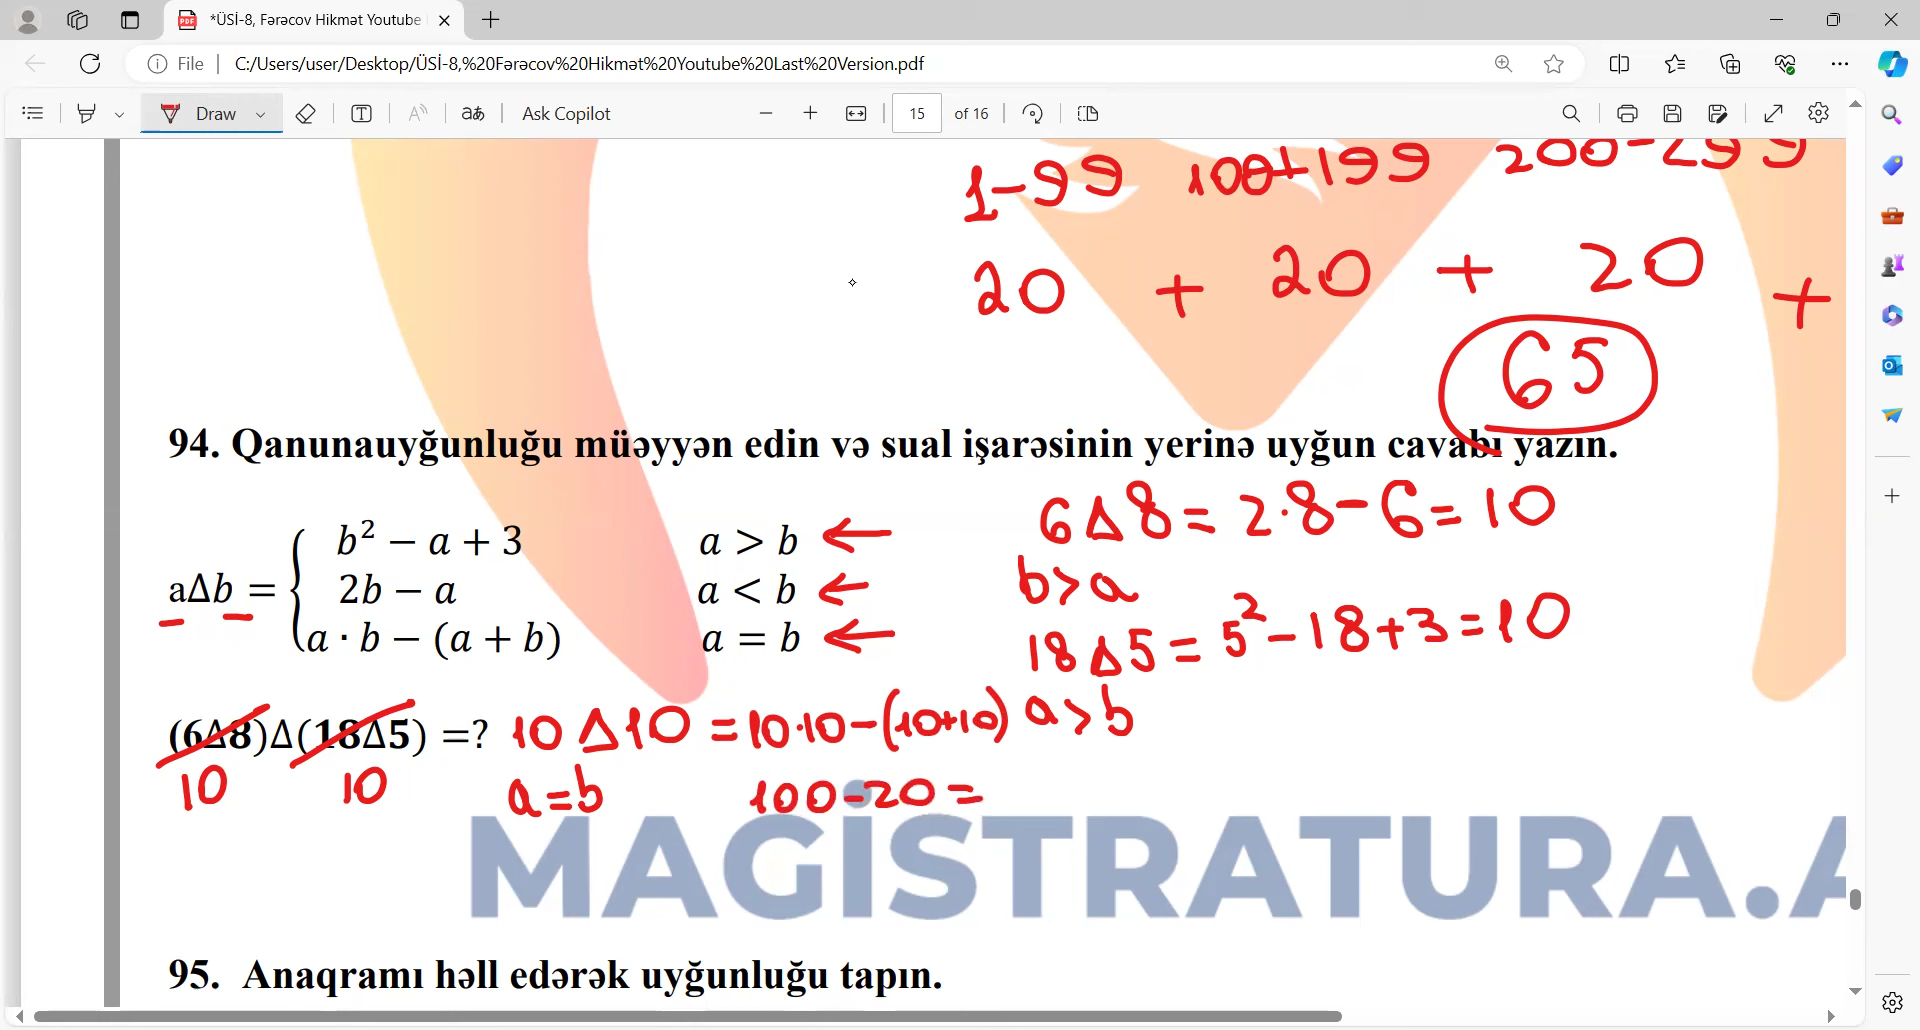 *ÜSİ-8, Fərəcov Hikmət Youtube
File | C:/Users/user/Desktop/ÜSİ-8,%20Fərəcov%20Hikmət%20Youtube%20Last%20Version.pdf
Draw
Ask Copilot
15 of 16
1-99 100+199 200-299
20 + 20 + 20 +
65
94. Qanunauyğunluğu müəyyən edin və sual işarəsinin yerinə uyğun cavabı yazın.
6Δ8 = 2·8-6 = 10
b² − a + 3 a > b
aΔb = { 2b − a a < b
b>a
a · b − (a + b) a = b
18Δ5 = 5²-18+3=10
(6Δ8)Δ(18Δ5) =? 10Δ10 = 10·10-(10+10) a>b
10 10 a=b 100-20=
MAGİSTRATURA.A
95. Anaqramı həll edərək uyğunluğu tapın.